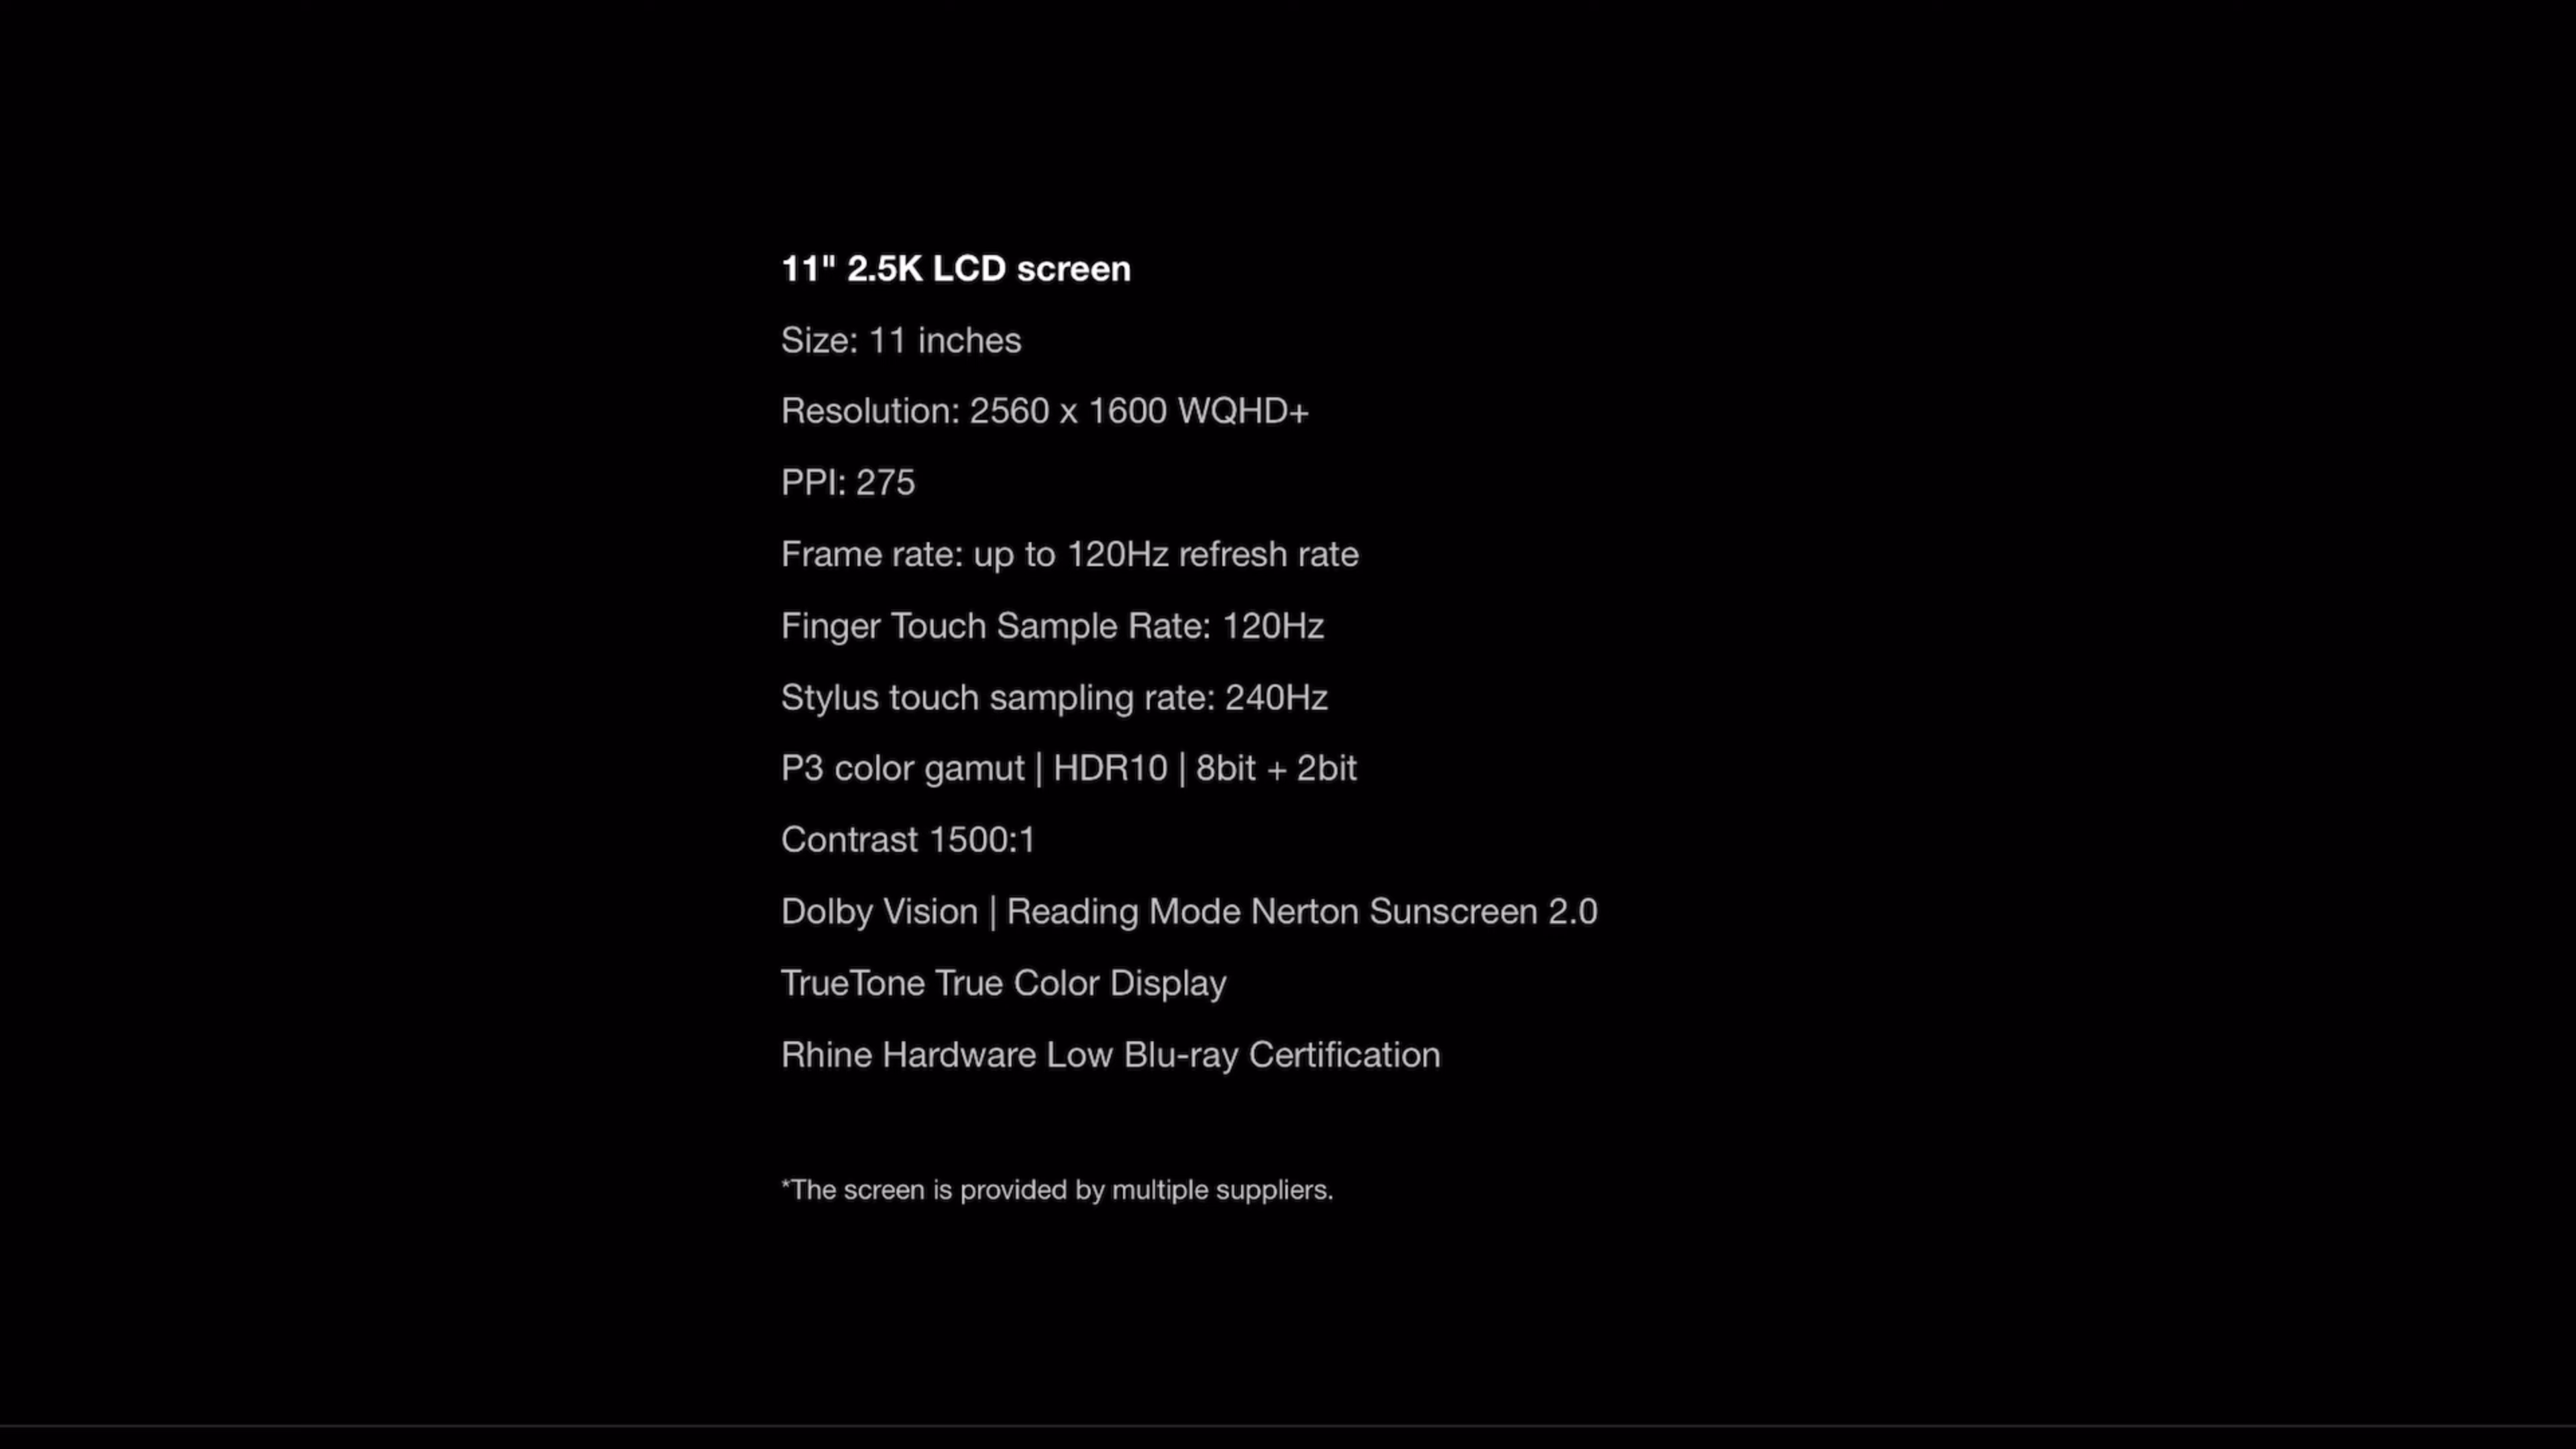 11" 2.5K LCD screen
Size: 11 inches
Resolution: 2560 x 1600 WQHD+
PPI: 275
Frame rate: up to 120Hz refresh rate
Finger Touch Sample Rate: 120Hz
Stylus touch sampling rate: 240Hz
P3 color gamut | HDR10 | 8bit + 2bit
Contrast 1500:1
Dolby Vision | Reading Mode Nerton Sunscreen 2.0
TrueTone True Color Display
Rhine Hardware Low Blu-ray Certification
*The screen is provided by multiple suppliers.